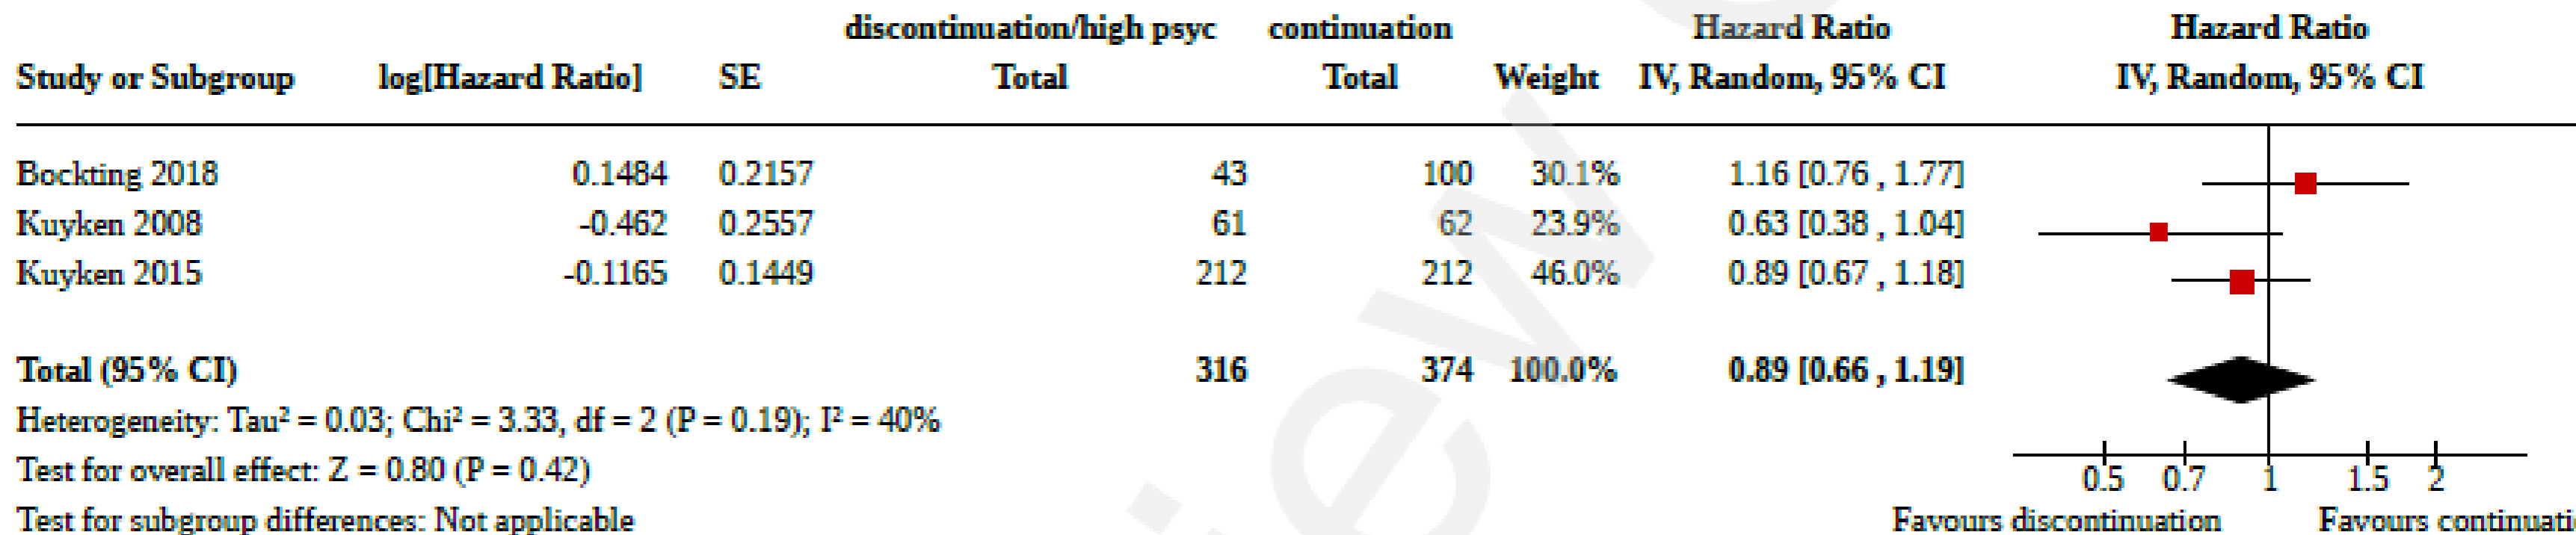 discontinuation/high psyc continuation Hazard Ratio Hazard Ratio
Study or Subgroup log[Hazard Ratio] SE Total Total Weight IV, Random, 95% CI IV, Random, 95% CI
Bockting 2018 0.1484 0.2157 43 100 30.1% 1.16 [0.76 , 1.77]
Kuyken 2008 -0.462 0.2557 61 62 23.9% 0.63 [0.38 , 1.04]
Kuyken 2015 -0.1165 0.1449 212 212 46.0% 0.89 [0.67 , 1.18]
Total (95% CI) 316 374 100.0% 0.89 [0.66 , 1.19]
Heterogeneity: Tau² = 0.03; Chi² = 3.33, df = 2 (P = 0.19); I² = 40%
Test for overall effect: Z = 0.80 (P = 0.42)
0.5 0.7 1 1.5 2
Test for subgroup differences: Not applicable
Favours discontinuation Favours continuati